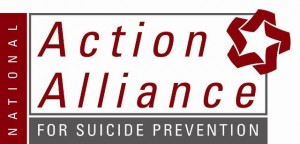 NATIONAL
Action
Alliance
FOR SUICIDE PREVENTION